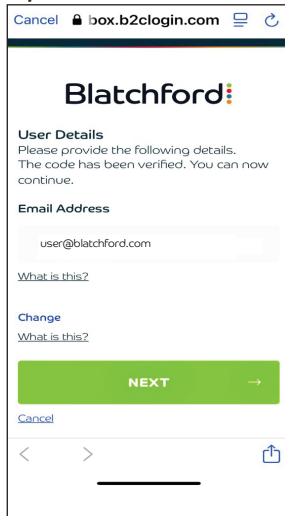 Cancel box.b2clogin.com
Blatchford
User Details
Please provide the following details.
The code has been verified. You can now
continue.
Email Address
user@blatchford.com
What is this?
Change
What is this?
NEXT →
Cancel